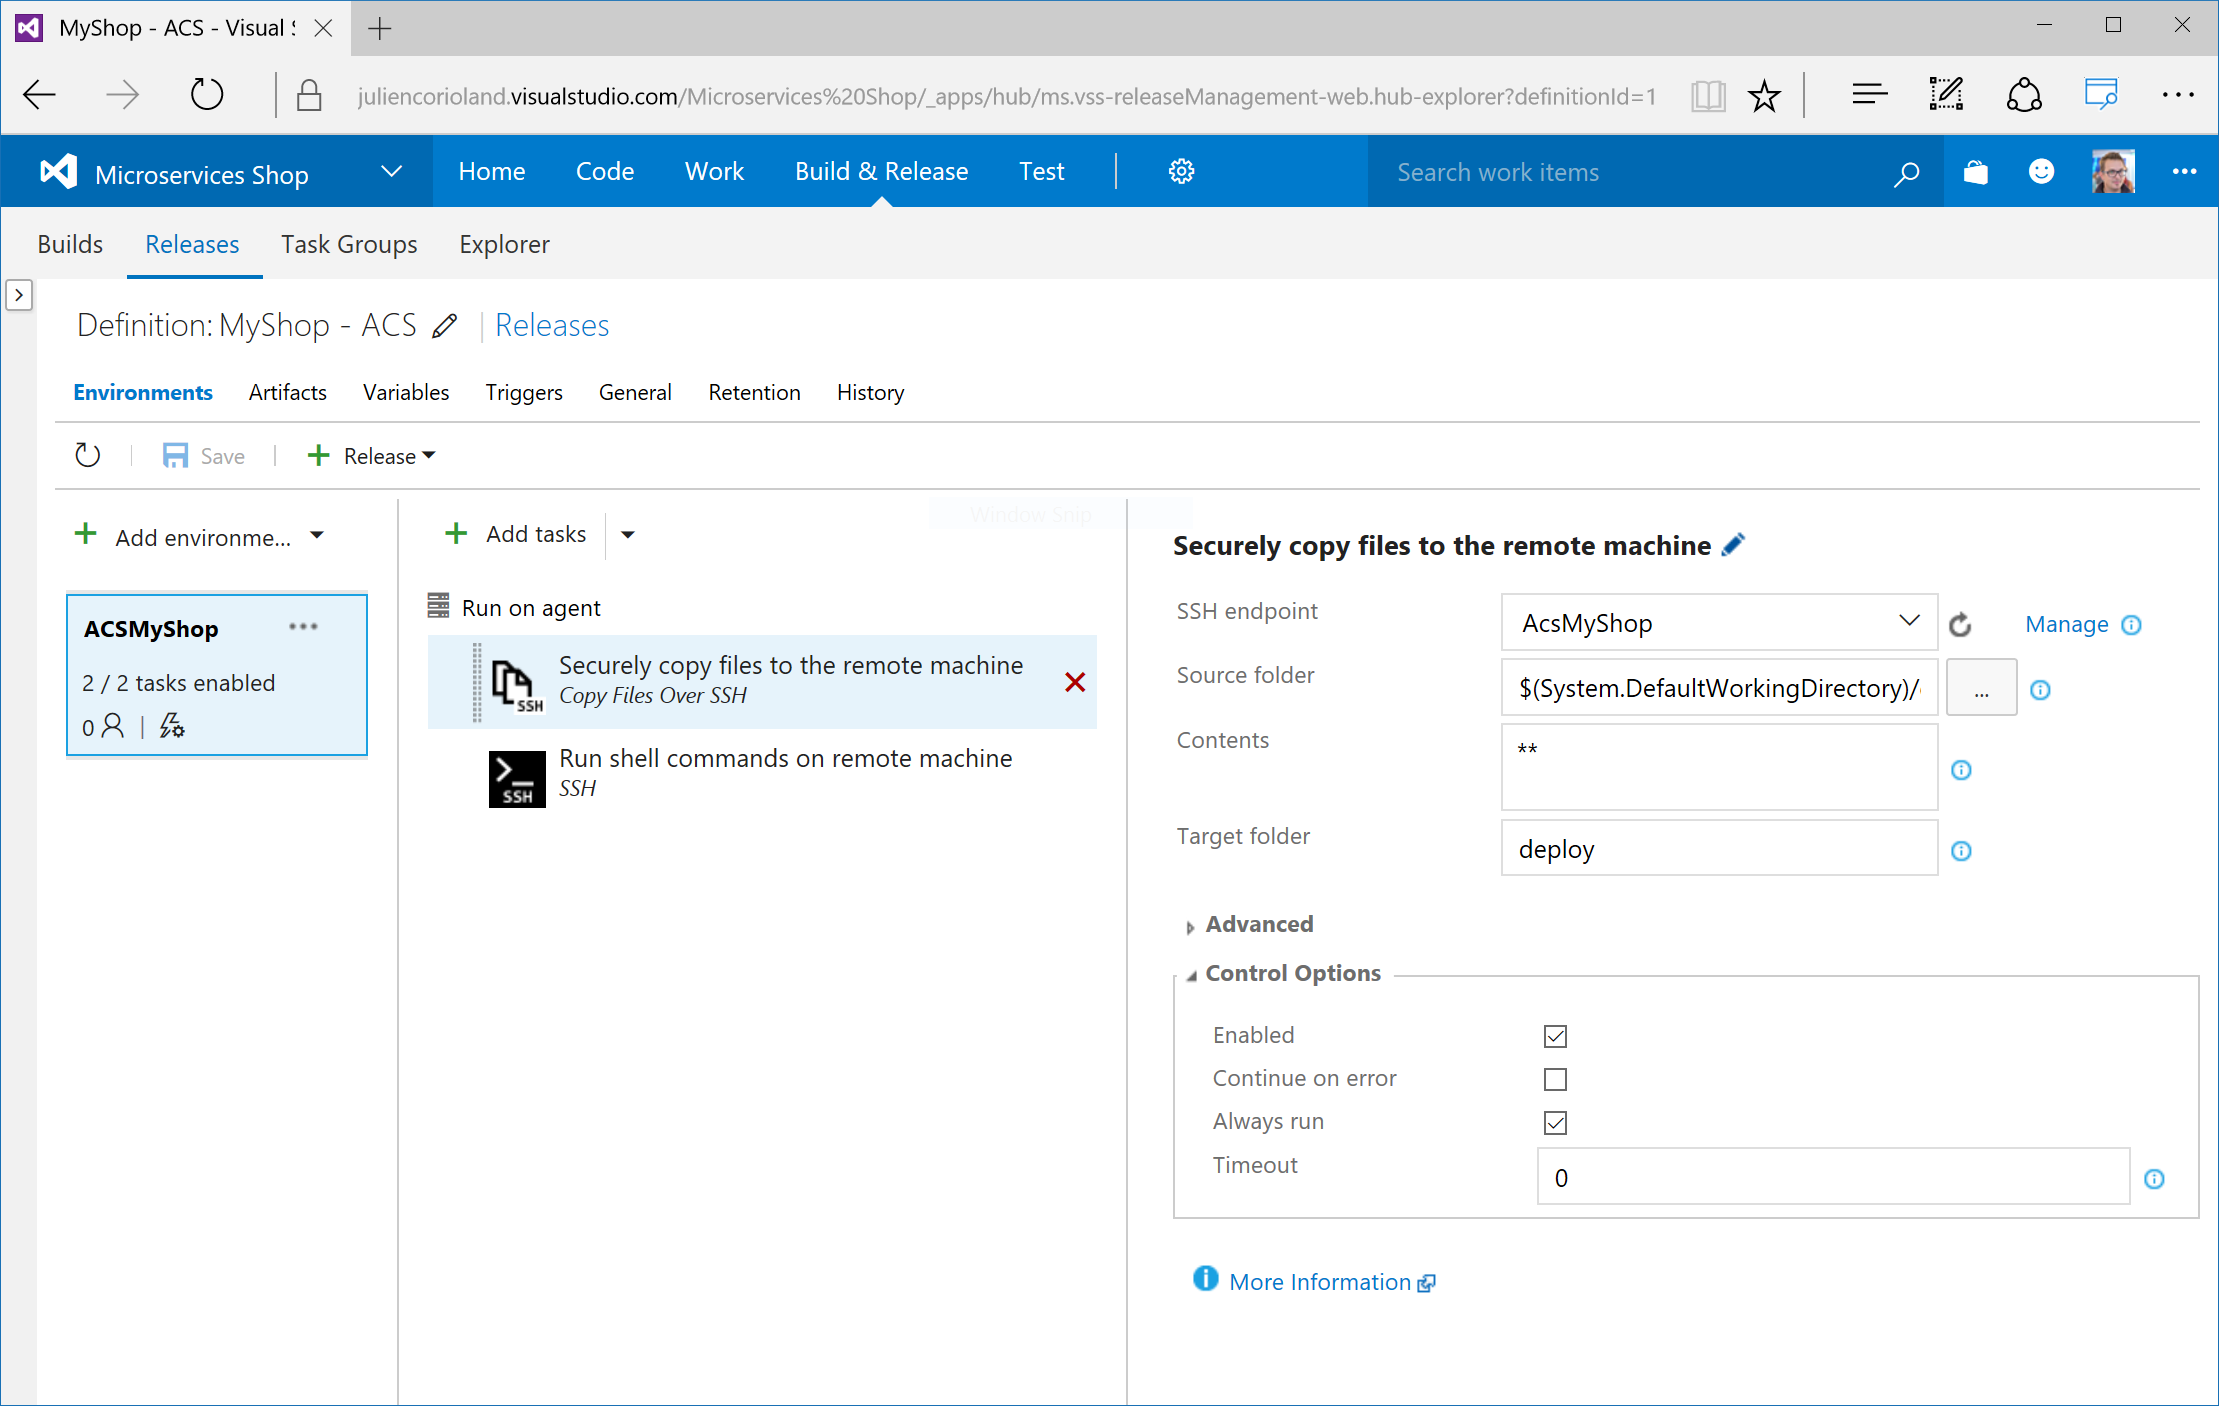 MyShop - ACS - Visual S
juliencorioland.visualstudio.com/Microservices%20Shop/_apps/hub/ms.vss-releaseManagement-web.hub-explorer?definitionId=1
Microservices Shop Home Code Work Build & Release Test Search work items
Builds Releases Task Groups Explorer
Definition: MyShop - ACS | Releases
Environments Artifacts Variables Triggers General Retention History
Save Release
Window Snip
Add environme... Add tasks
Securely copy files to the remote machine
ACSMyShop
2 / 2 tasks enabled
0
Run on agent
Securely copy files to the remote machine
Copy Files Over SSH
SSH
Run shell commands on remote machine
SSH
SSH
SSH endpoint AcsMyShop Manage
Source folder $(System.DefaultWorkingDirectory)/ ...
Contents **
Target folder deploy
Advanced
Control Options
Enabled
Continue on error
Always run
Timeout 0
More Information